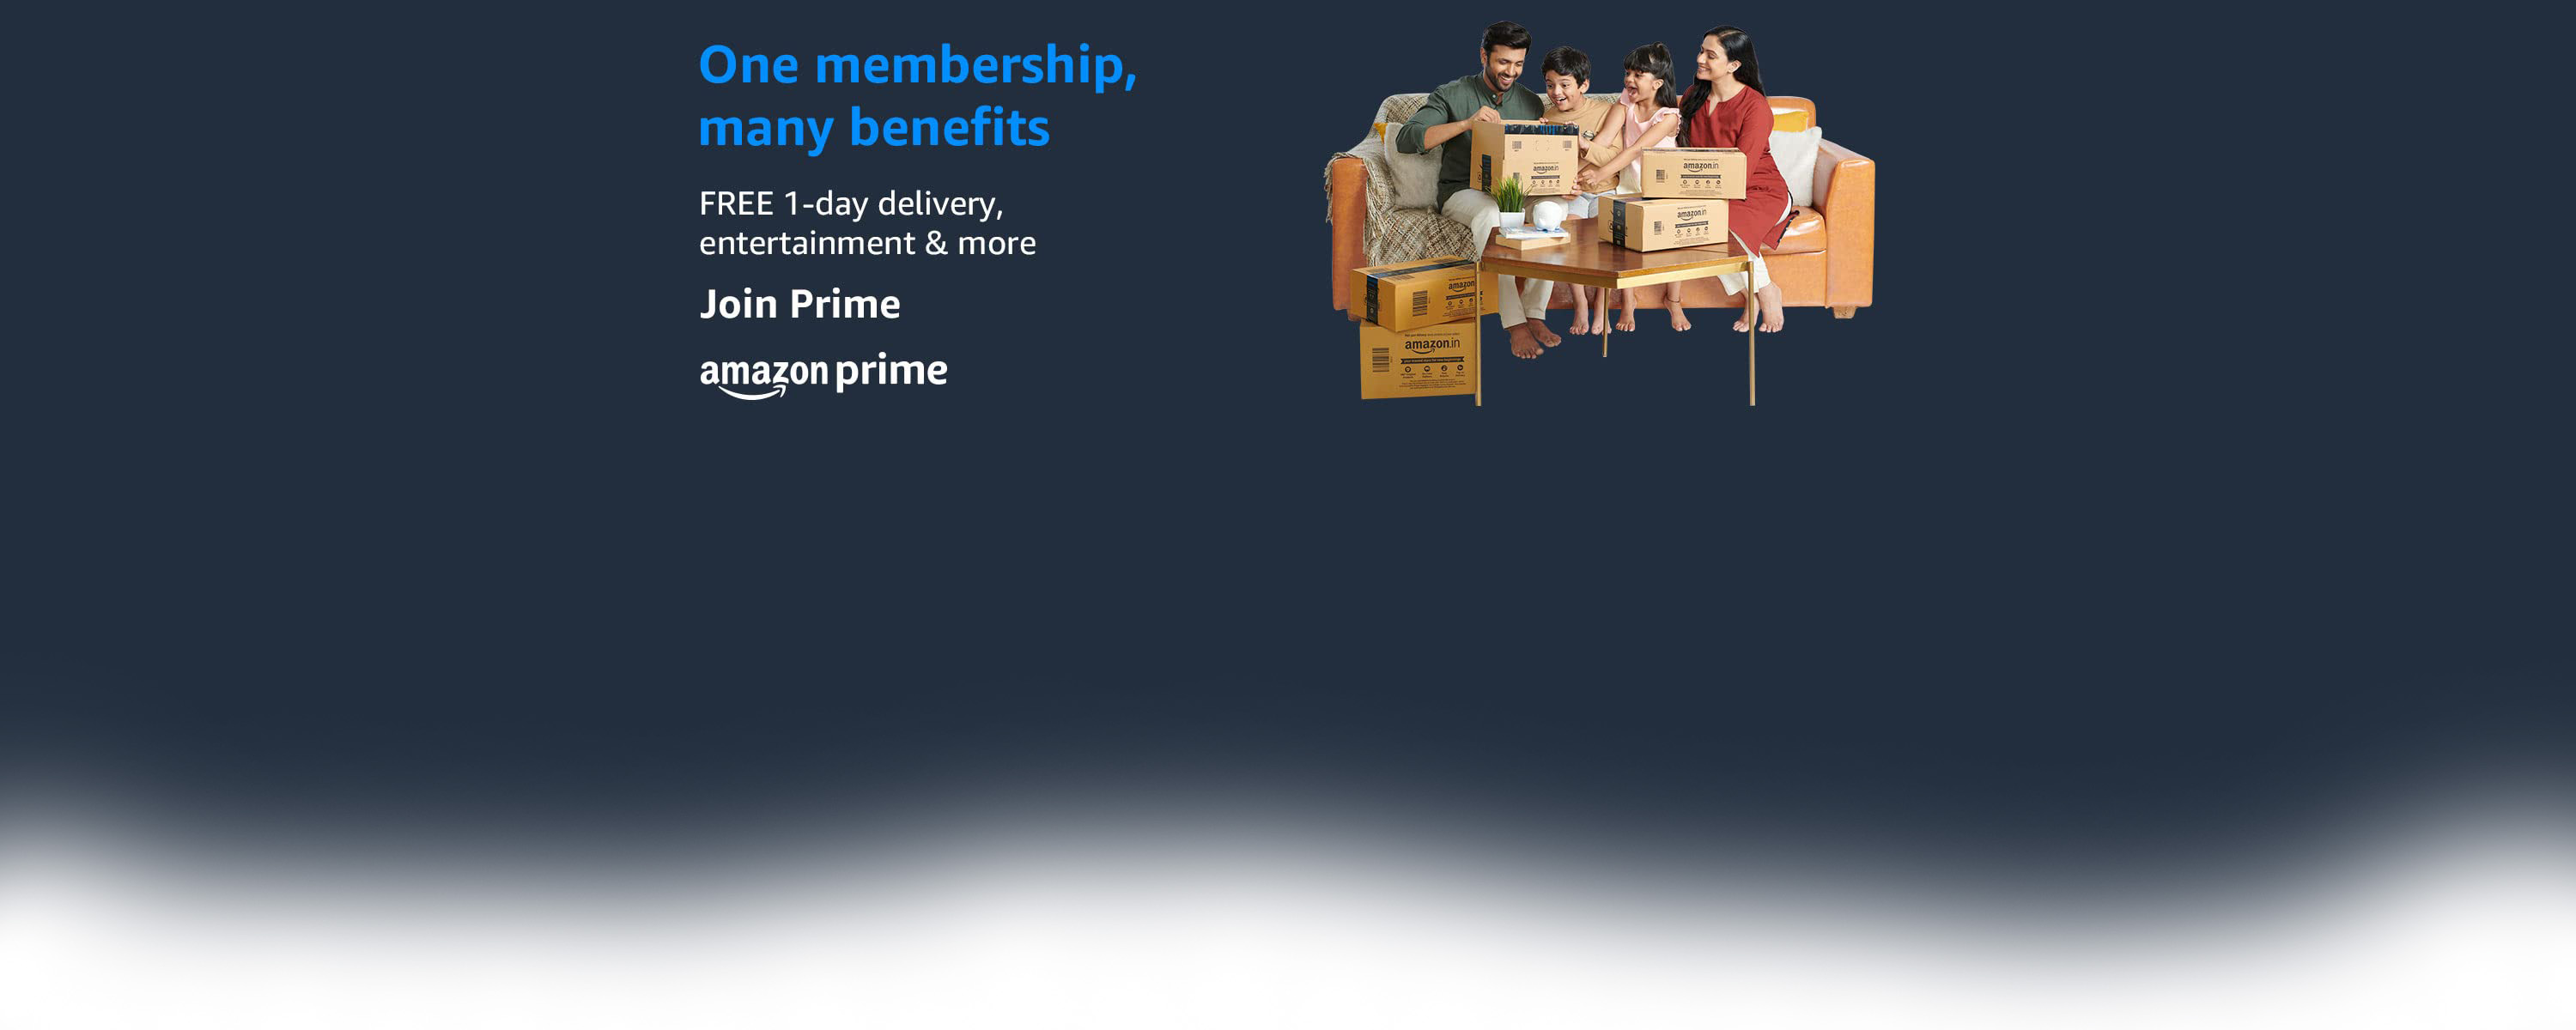 One membership,
many benefits
FREE 1-day delivery,
entertainment & more
Join Prime
amazon prime
amazon.in
amazon.in
amazon.in
amazon
amazon.in